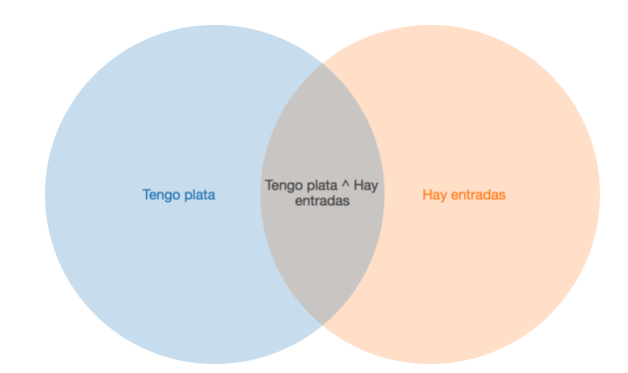 Tengo plata
Tengo plata ^ Hay
entradas
Hay entradas